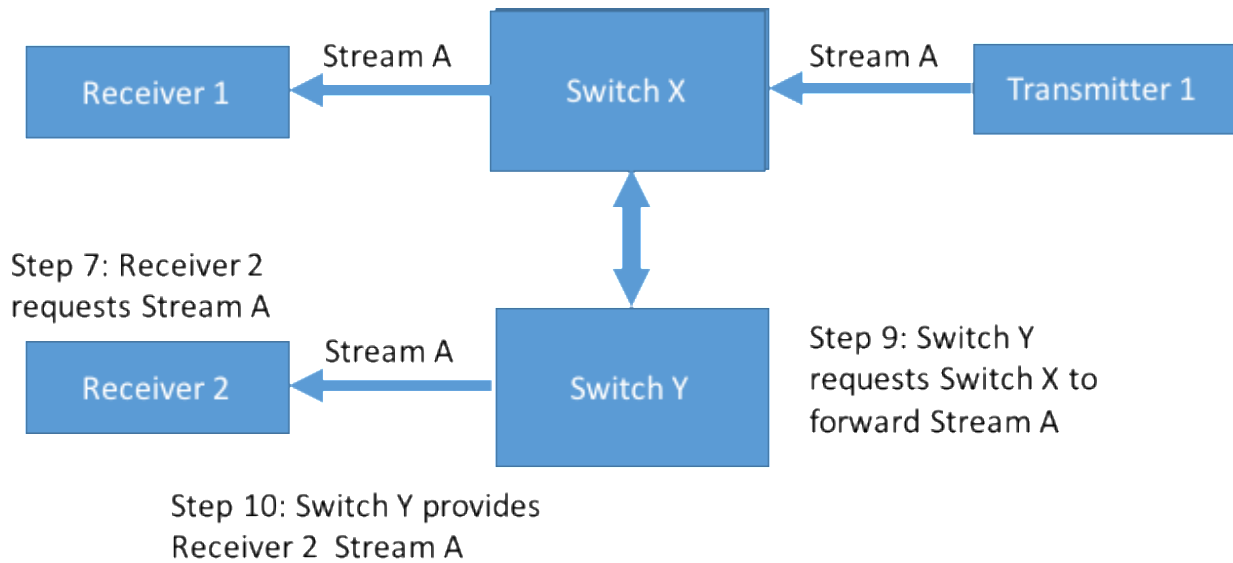 Stream A
Stream A
Receiver 1
Switch X
Transmitter 1
Step 7: Receiver 2
requests Stream A
Stream A
Receiver 2
Switch Y
Step 9: Switch Y
requests Switch X to
forward Stream A
Step 10: Switch Y provides
Receiver 2  Stream A